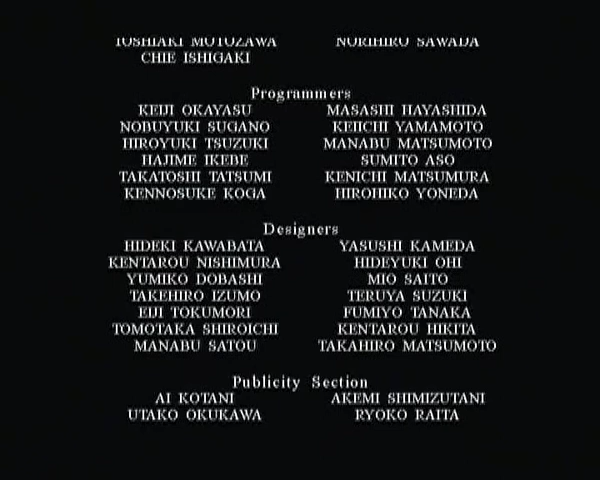 TOSHIAKI MOTOZAWA NORIHIRO SAWADA
CHIE ISHIGAKI
Programmers
KEIJI OKAYASU MASASHI HAYASHIDA
NOBUYUKI SUGANO KEIICHI YAMAMOTO
HIROYUKI TSUZUKI MANABU MATSUMOTO
HAJIME IKEBE SUMITO ASO
TAKATOSHI TATSUMI KENICHI MATSUMURA
KENNOSUKE KOGA HIROHIKO YONEDA
Designers
HIDEKI KAWABATA YASUSHI KAMEDA
KENTAROU NISHIMURA HIDEYUKI OHI
YUMIKO DOBASHI MIO SAITO
TAKEHIRO IZUMO TERUYA SUZUKI
EIJI TOKUMORI FUMIYO TANAKA
TOMOTAKA SHIROICHI KENTAROU HIKITA
MANABU SATOU TAKAHIRO MATSUMOTO
Publicity Section
AI KOTANI AKEMI SHIMIZUTANI
UTAKO OKUKAWA RYOKO RAITA